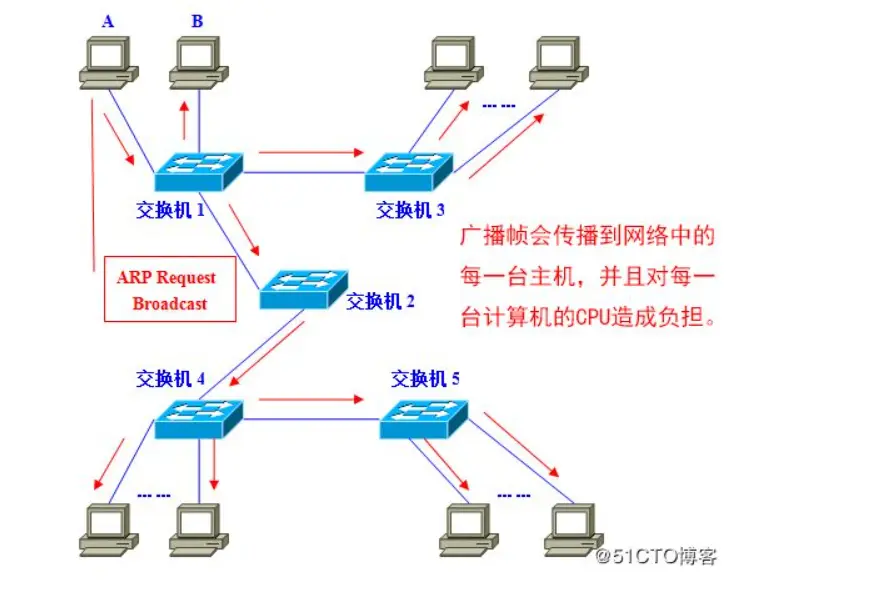 A
B
... ...
交换机 1
交换机 3
ARP Request
Broadcast
广播帧会传播到网络中的
每一台主机，并且对每一
台计算机的CPU造成负担。
交换机 2
交换机 4
交换机 5
... ...
... ...
@51CTO博客